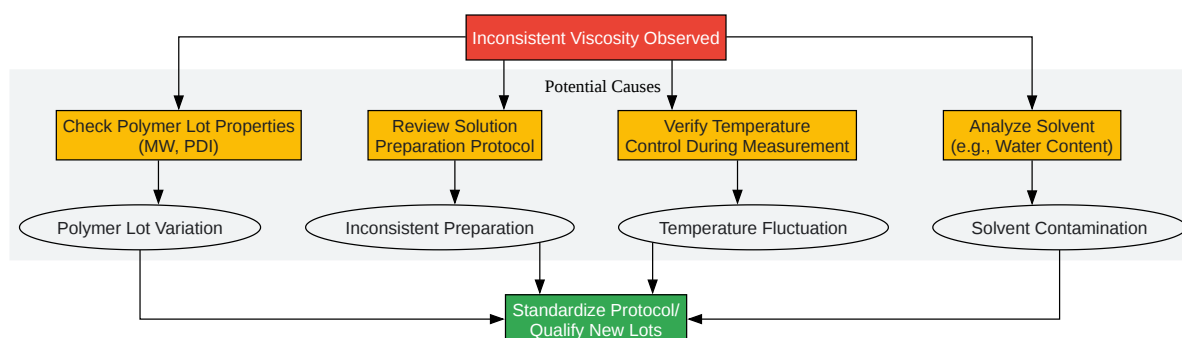 Inconsistent Viscosity Observed
Potential Causes
Check Polymer Lot Properties
(MW, PDI)
Review Solution
Preparation Protocol
Verify Temperature
Control During Measurement
Analyze Solvent
(e.g., Water Content)
Polymer Lot Variation
Inconsistent Preparation
Temperature Fluctuation
Solvent Contamination
Standardize Protocol/
Qualify New Lots